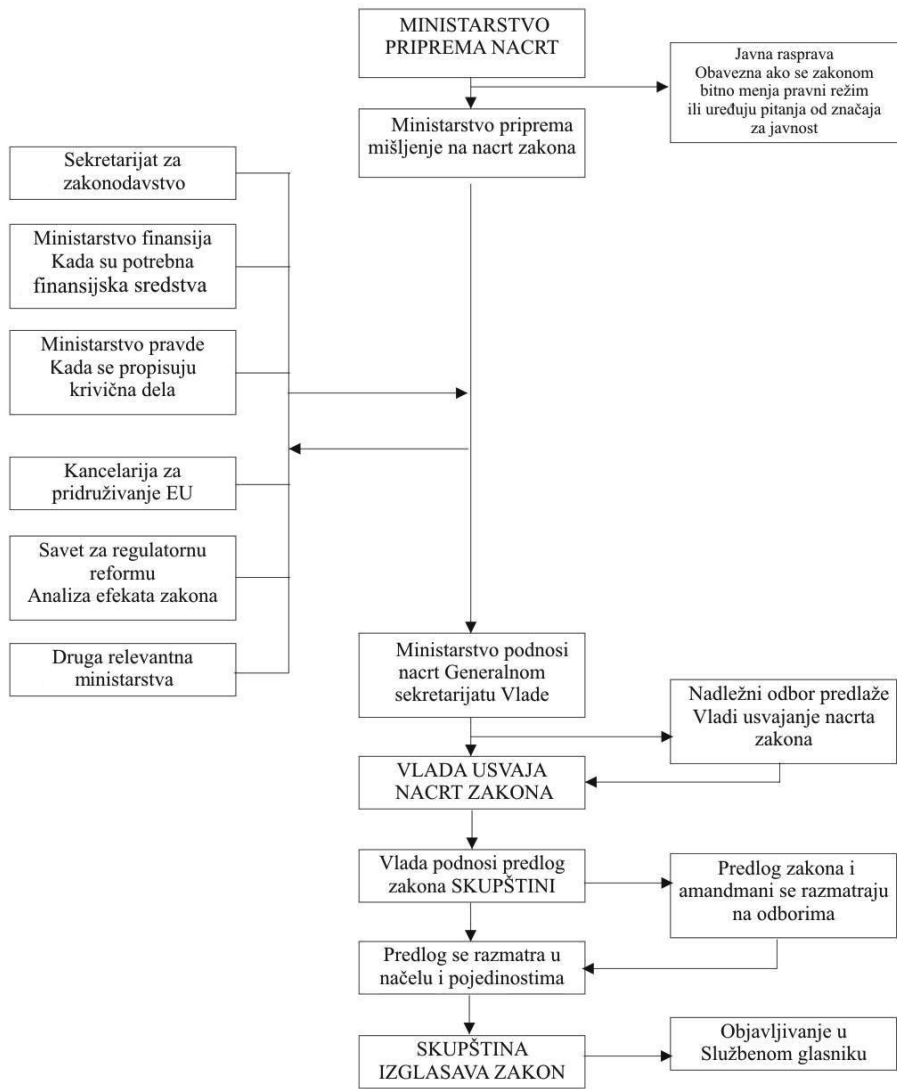 MINISTARSTVO
PRIPREMA NACRT
Javna rasprava
Obavezna ako se zakonom
bitno menja pravni režim
ili uređuju pitanja od značaja
za javnost
Ministarstvo priprema
mišljenje na nacrt zakona
Sekretarijat za
zakonodavstvo
Ministarstvo finansija
Kada su potrebna
finansijska sredstva
Ministarstvo pravde
Kada se propisuju
krivična dela
Kancelarija za
pridruživanje EU
Savet za regulatornu
reformu
Analiza efekata zakona
Druga relevantna
ministarstva
Ministarstvo podnosi
nacrt Generalnom
sekretarijatu Vlade
Nadležni odbor predlaže
Vladi usvajanje nacrta
zakona
VLADA USVAJA
NACRT ZAKONA
Vlada podnosi predlog
zakona SKUPŠTINI
Predlog zakona i
amandmani se razmatraju
na odborima
Predlog se razmatra u
načelu i pojedinostima
SKUPŠTINA
IZGLASAVA ZAKON
Objavljivanje u
Službenom glasniku